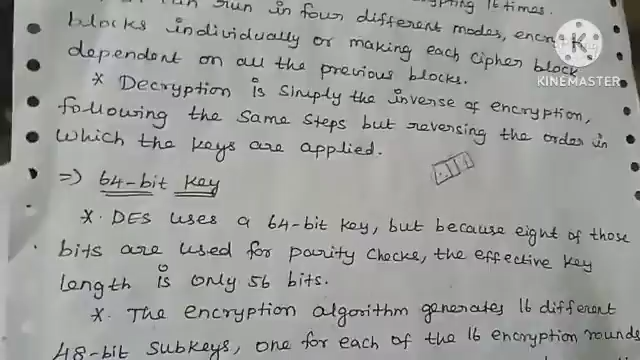 run in four different modes,
blocks individually or making each cipher block
dependent on all the previous blocks.
* Decryption is simply the inverse of encryption,
following the same steps but reversing the order in
which the keys are applied.
=) 64-bit key
*. DES uses a 64-bit key, but because eight of those
bits are used for parity checks, the effective key
length is only 56 bits.
*. The encryption algorithm generates 16 different
48-bit subkeys, one for each of the 16 encryption rounds
K
KINEMASTER